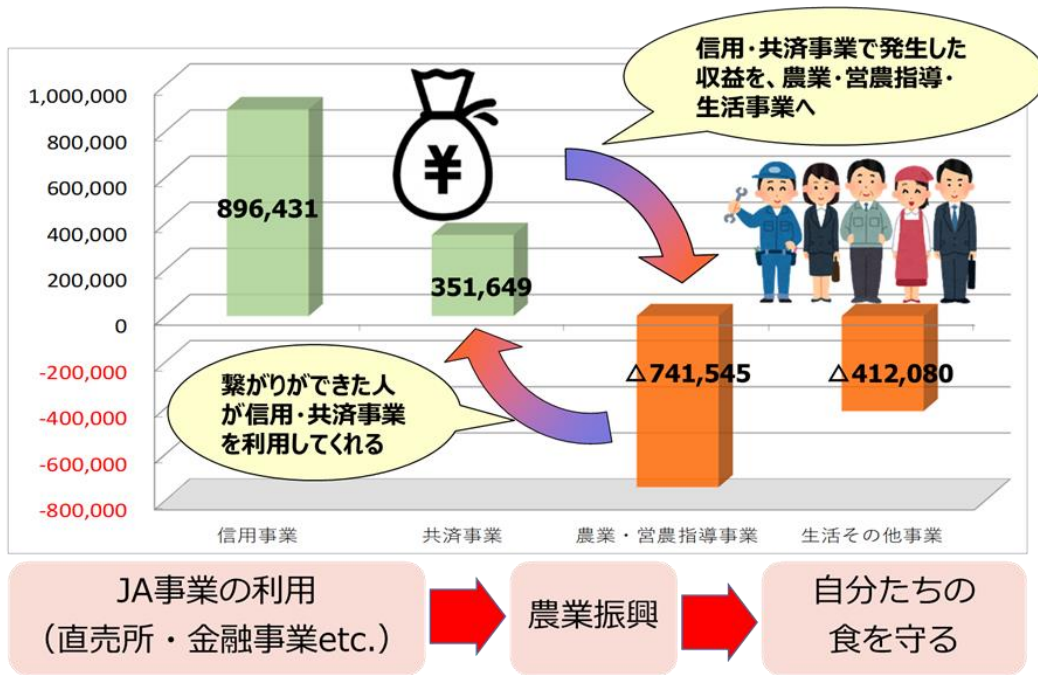 信用・共済事業で発生した
収益を、農業・営農指導・
生活事業へ
1,000,000
800,000
600,000
400,000
200,000
0
-200,000
-400,000
-600,000
-800,000
896,431
¥
351,649
△741,545
△412,080
繋がりができた人
が信用・共済事業
を利用してくれる
信用事業
共済事業
農業・営農指導事業
生活その他事業
JA事業の利用
（直売所・金融事業etc.）
農業振興
自分たちの
食を守る